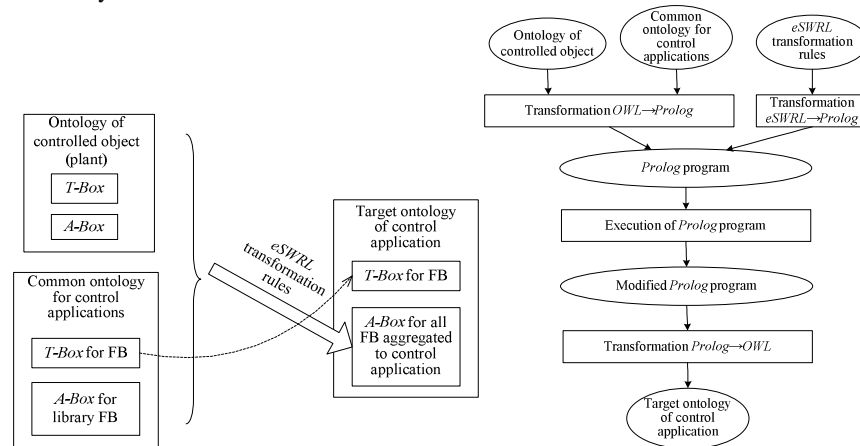 Ontology of
controlled object
(plant)
T-Box
A-Box
Common ontology
for control
applications
T-Box for FB
A-Box for
library FB
eSWRL
transformation
rules
Target ontology
of control
application
T-Box for FB
A-Box for all
FB aggregated
to control
application
Ontology of
controlled object
Common
ontology for
control
applications
eSWRL
transformation
rules
Transformation OWL→Prolog
Transformation
eSWRL→Prolog
Prolog program
Execution of Prolog program
Modified Prolog program
Transformation Prolog→OWL
Target ontology
of control
application